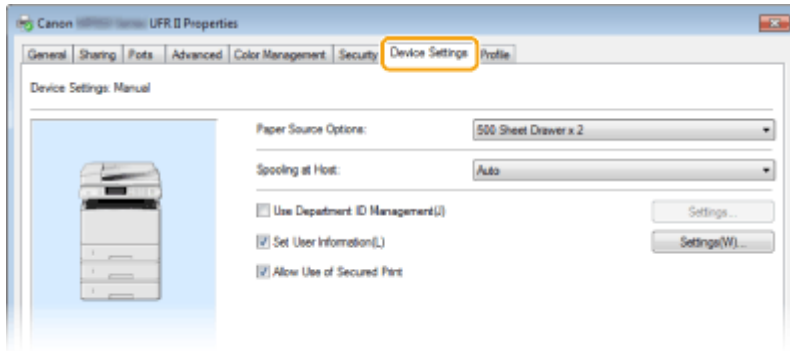 Canon UFR II Properties
General Sharing Ports Advanced Color Management Security Device Settings Profile
Device Settings: Manual
Paper Source Options: 500 Sheet Drawer x 2
Spooling at Host: Auto
Use Department ID Management(J) Settings...
Set User Information(L) Settings(W)...
Allow Use of Secured Print